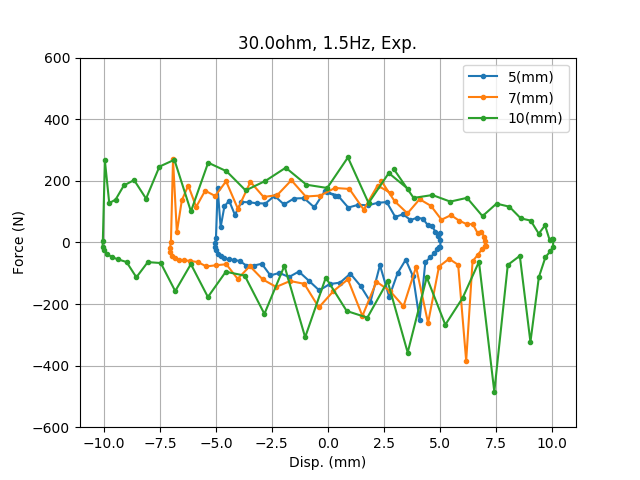 30.0ohm, 1.5Hz, Exp.
5(mm)
7(mm)
10(mm)
Force (N)
600
400
200
0
−200
−400
−600
−10.0 −7.5 −5.0 −2.5 0.0 2.5 5.0 7.5 10.0
Disp. (mm)